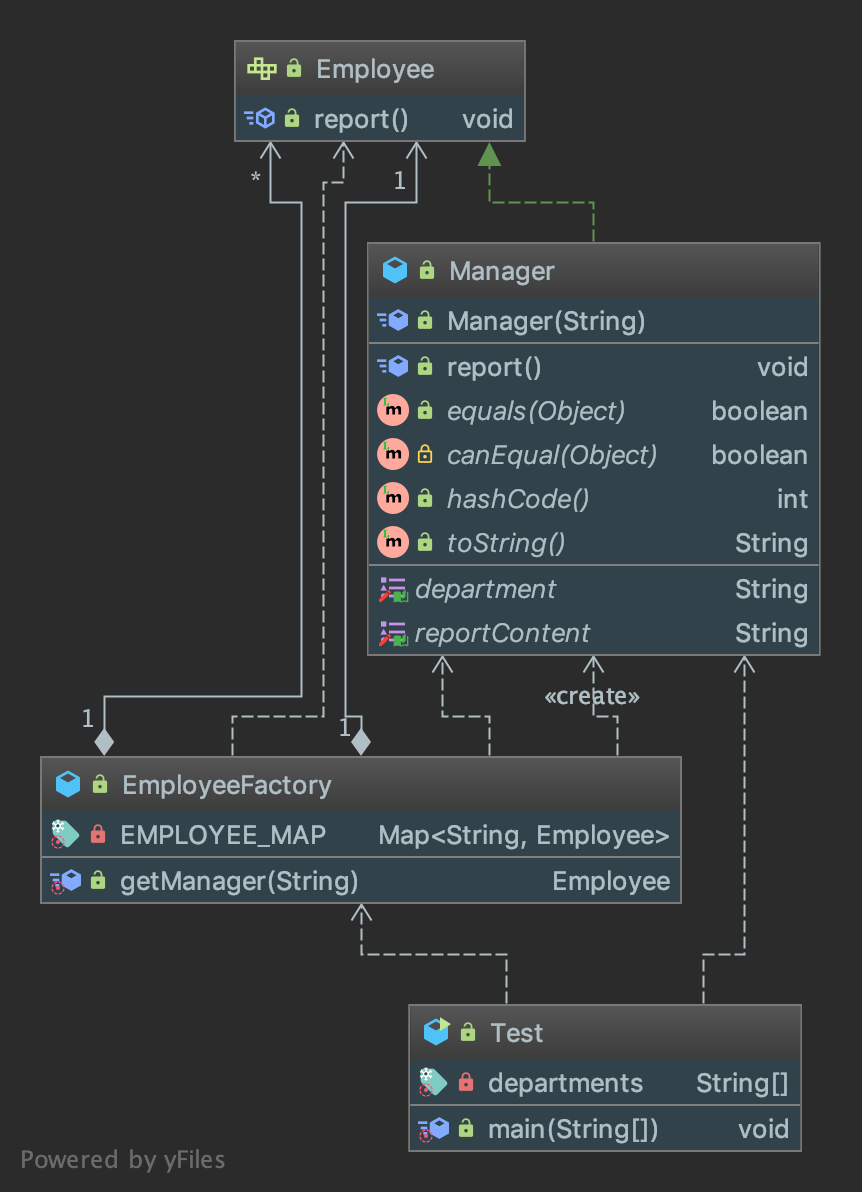 Employee
report() void
* 1
Manager
Manager(String)
report() void
equals(Object) boolean
canEqual(Object) boolean
hashCode() int
toString() String
department String
reportContent String
«create»
1 1
EmployeeFactory
EMPLOYEE_MAP Map<String, Employee>
getManager(String) Employee
Test
departments String[]
main(String[]) void
Powered by yFiles